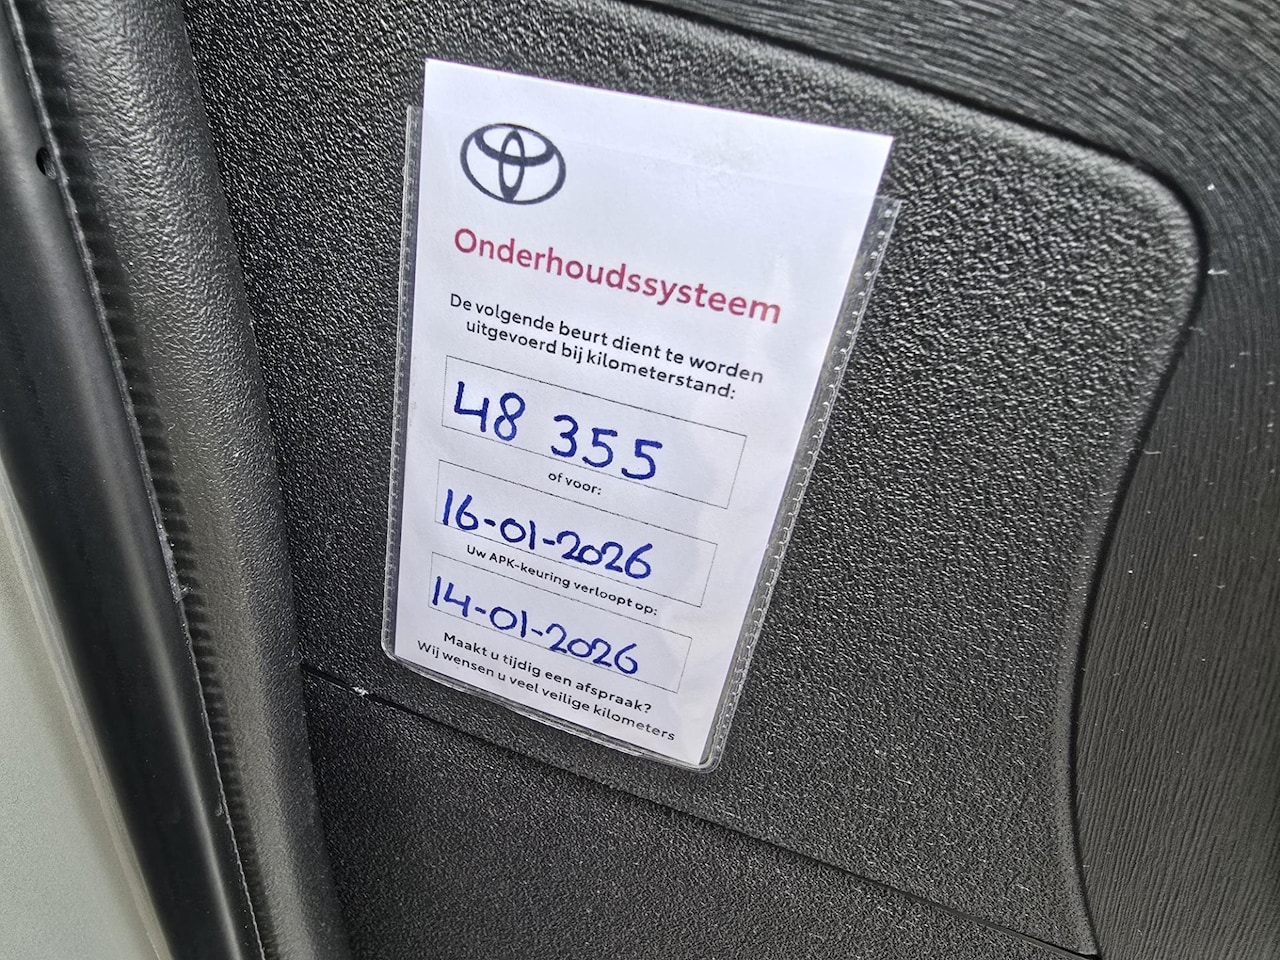 Onderhoudssysteem
De volgende beurt dient te worden
uitgevoerd bij kilometerstand:
48 355
of voor:
16-01-2026
Uw APK-keuring verloopt op:
14-01-2026
Maakt u tijdig een afspraak?
Wij wensen u veel veilige kilometers